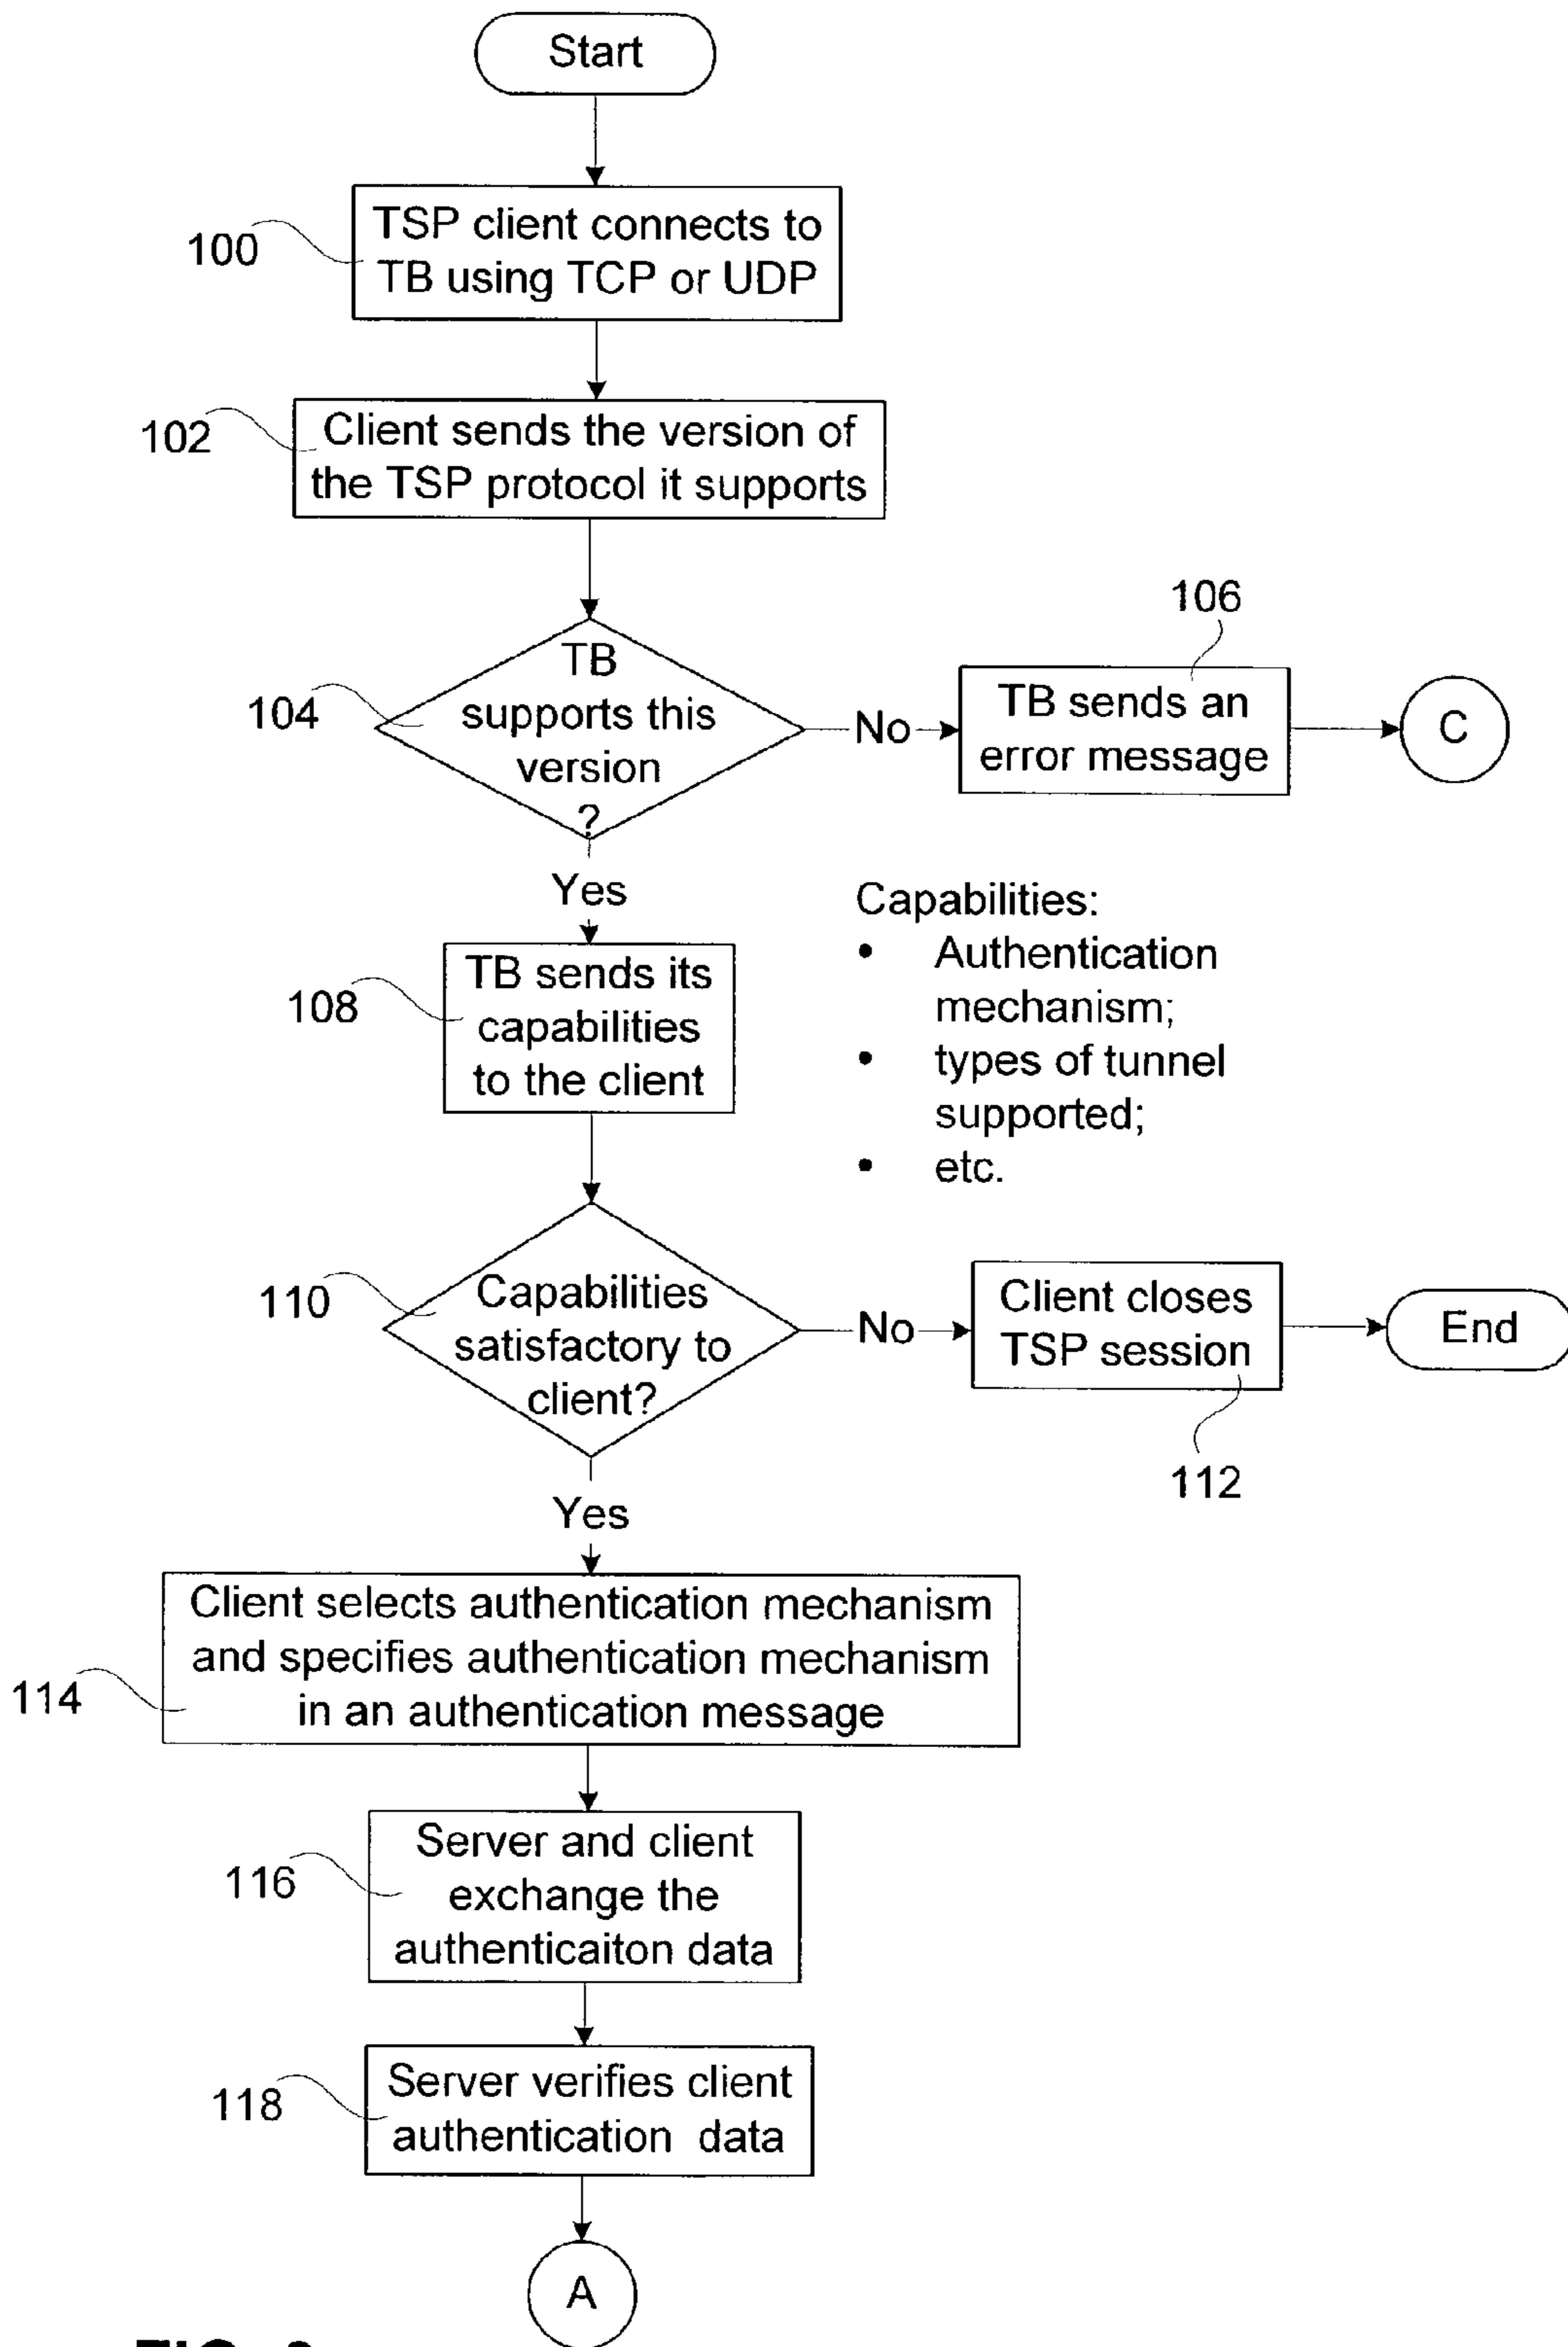 Start
100
TSP client connects to
TB using TCP or UDP
102
Client sends the version of
the TSP protocol it supports
106
104
TB
supports this
version
?
No
TB sends an
error message
C
Yes
108
TB sends its
capabilities
to the client
Capabilities:
• Authentication
mechanism;
• types of tunnel
supported;
• etc.
110
Capabilities
satisfactory to
client?
No
Client closes
TSP session
End
112
Yes
114
Client selects authentication mechanism
and specifies authentication mechanism
in an authentication message
116
Server and client
exchange the
authenticaiton data
118
Server verifies client
authentication data
A